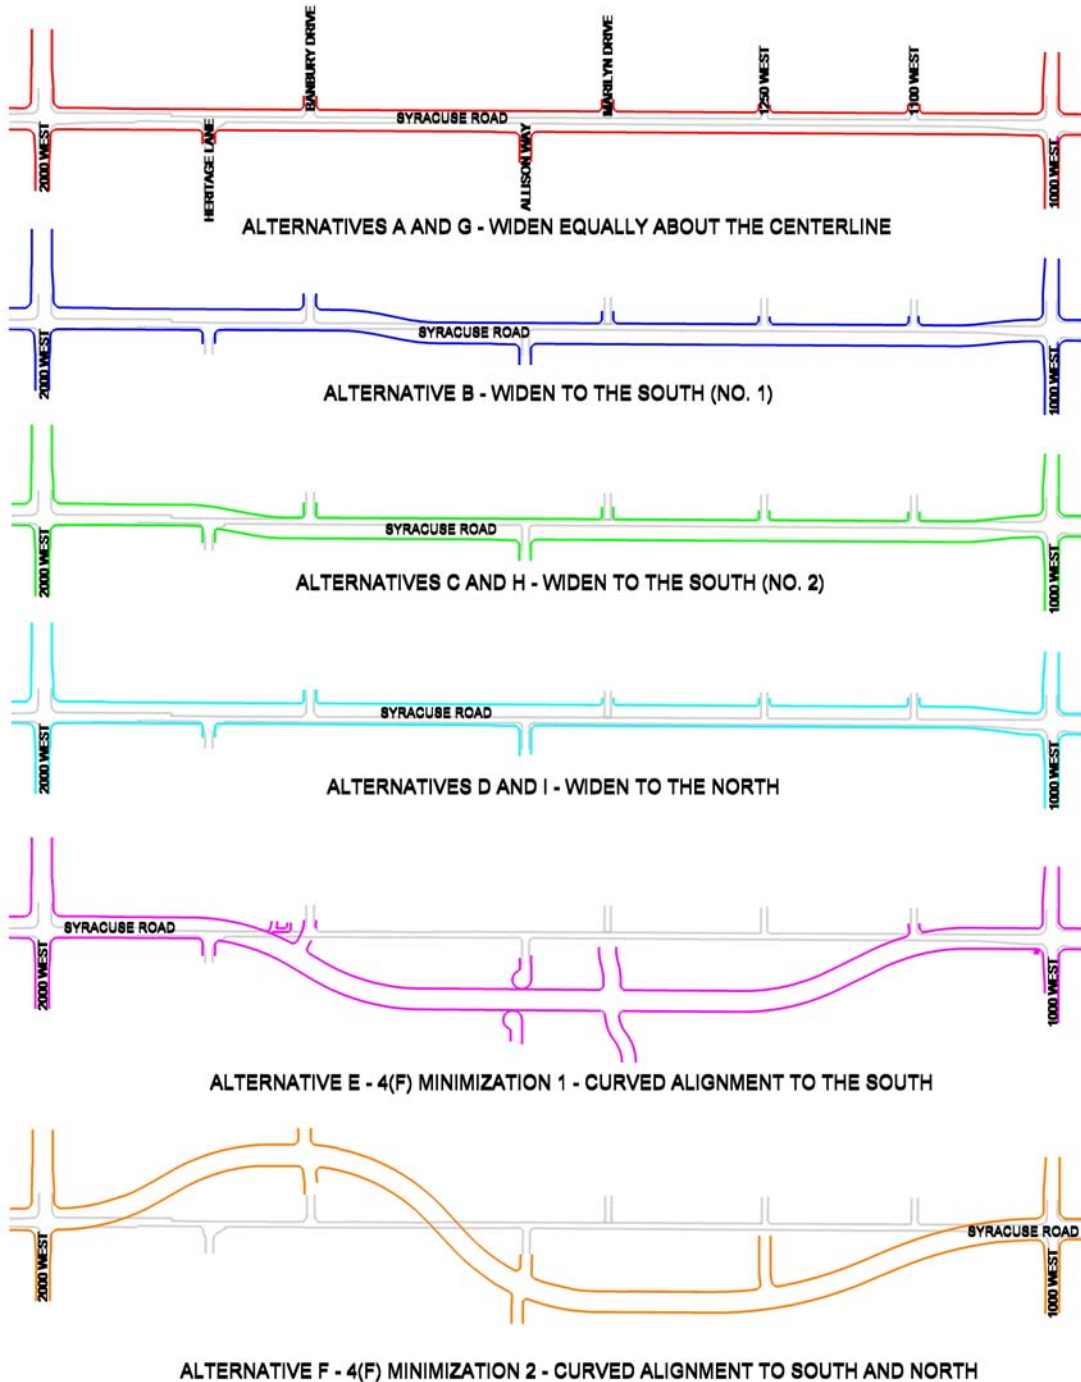 BANBURY DRIVE
MARILYN DRIVE
1250 WEST
1100 WEST
SYRACUSE ROAD
2000 WEST
HERITAGE LANE
ALLISON WAY
1000 WEST
ALTERNATIVES A AND G - WIDEN EQUALLY ABOUT THE CENTERLINE
SYRACUSE ROAD
2000 WEST
1000 WEST
ALTERNATIVE B - WIDEN TO THE SOUTH (NO. 1)
SYRACUSE ROAD
2000 WEST
1000 WEST
ALTERNATIVES C AND H - WIDEN TO THE SOUTH (NO. 2)
SYRACUSE ROAD
2000 WEST
1000 WEST
ALTERNATIVES D AND I - WIDEN TO THE NORTH
SYRACUSE ROAD
2000 WEST
1000 WEST
ALTERNATIVE E - 4(F) MINIMIZATION 1 - CURVED ALIGNMENT TO THE SOUTH
SYRACUSE ROAD
2000 WEST
1000 WEST
ALTERNATIVE F - 4(F) MINIMIZATION 2 - CURVED ALIGNMENT TO SOUTH AND NORTH